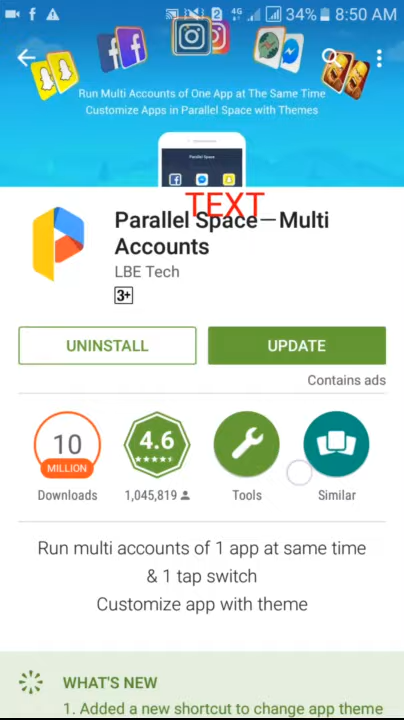 4G 34% 8:50 AM
Run Multi Accounts of One App at The Same Time
Customize Apps in Parallel Space with Themes
Parallel Space
TEXT
Parallel Space—Multi
Accounts
LBE Tech
3+
UNINSTALL
UPDATE
Contains ads
10
MILLION
4.6
Downloads
1,045,819
Tools
Similar
Run multi accounts of 1 app at same time
& 1 tap switch
Customize app with theme
WHAT'S NEW
1. Added a new shortcut to change app theme